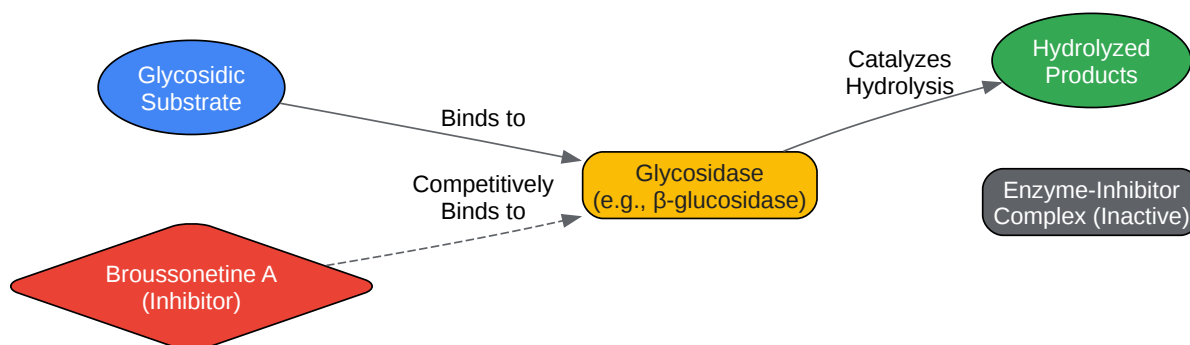 Glycosidic
Substrate
Binds to
Competitively
Binds to
Broussonetine A
(Inhibitor)
Glycosidase
(e.g., β-glucosidase)
Catalyzes
Hydrolysis
Hydrolyzed
Products
Enzyme-Inhibitor
Complex (Inactive)